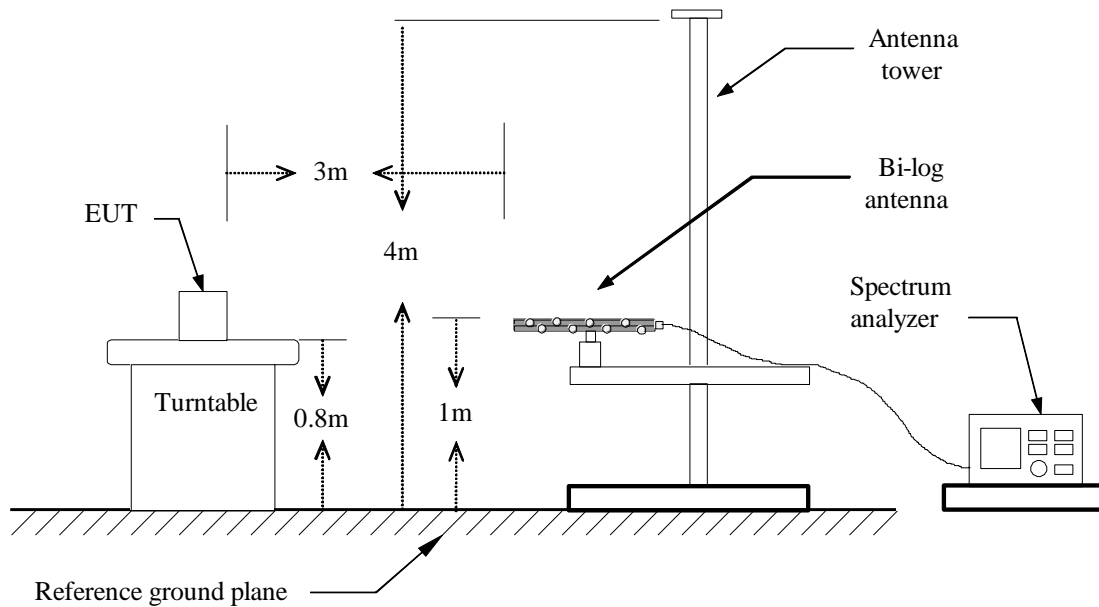 Antenna
tower
3m
Bi-log
antenna
EUT
4m
Spectrum
analyzer
Turntable
0.8m
1m
Reference ground plane